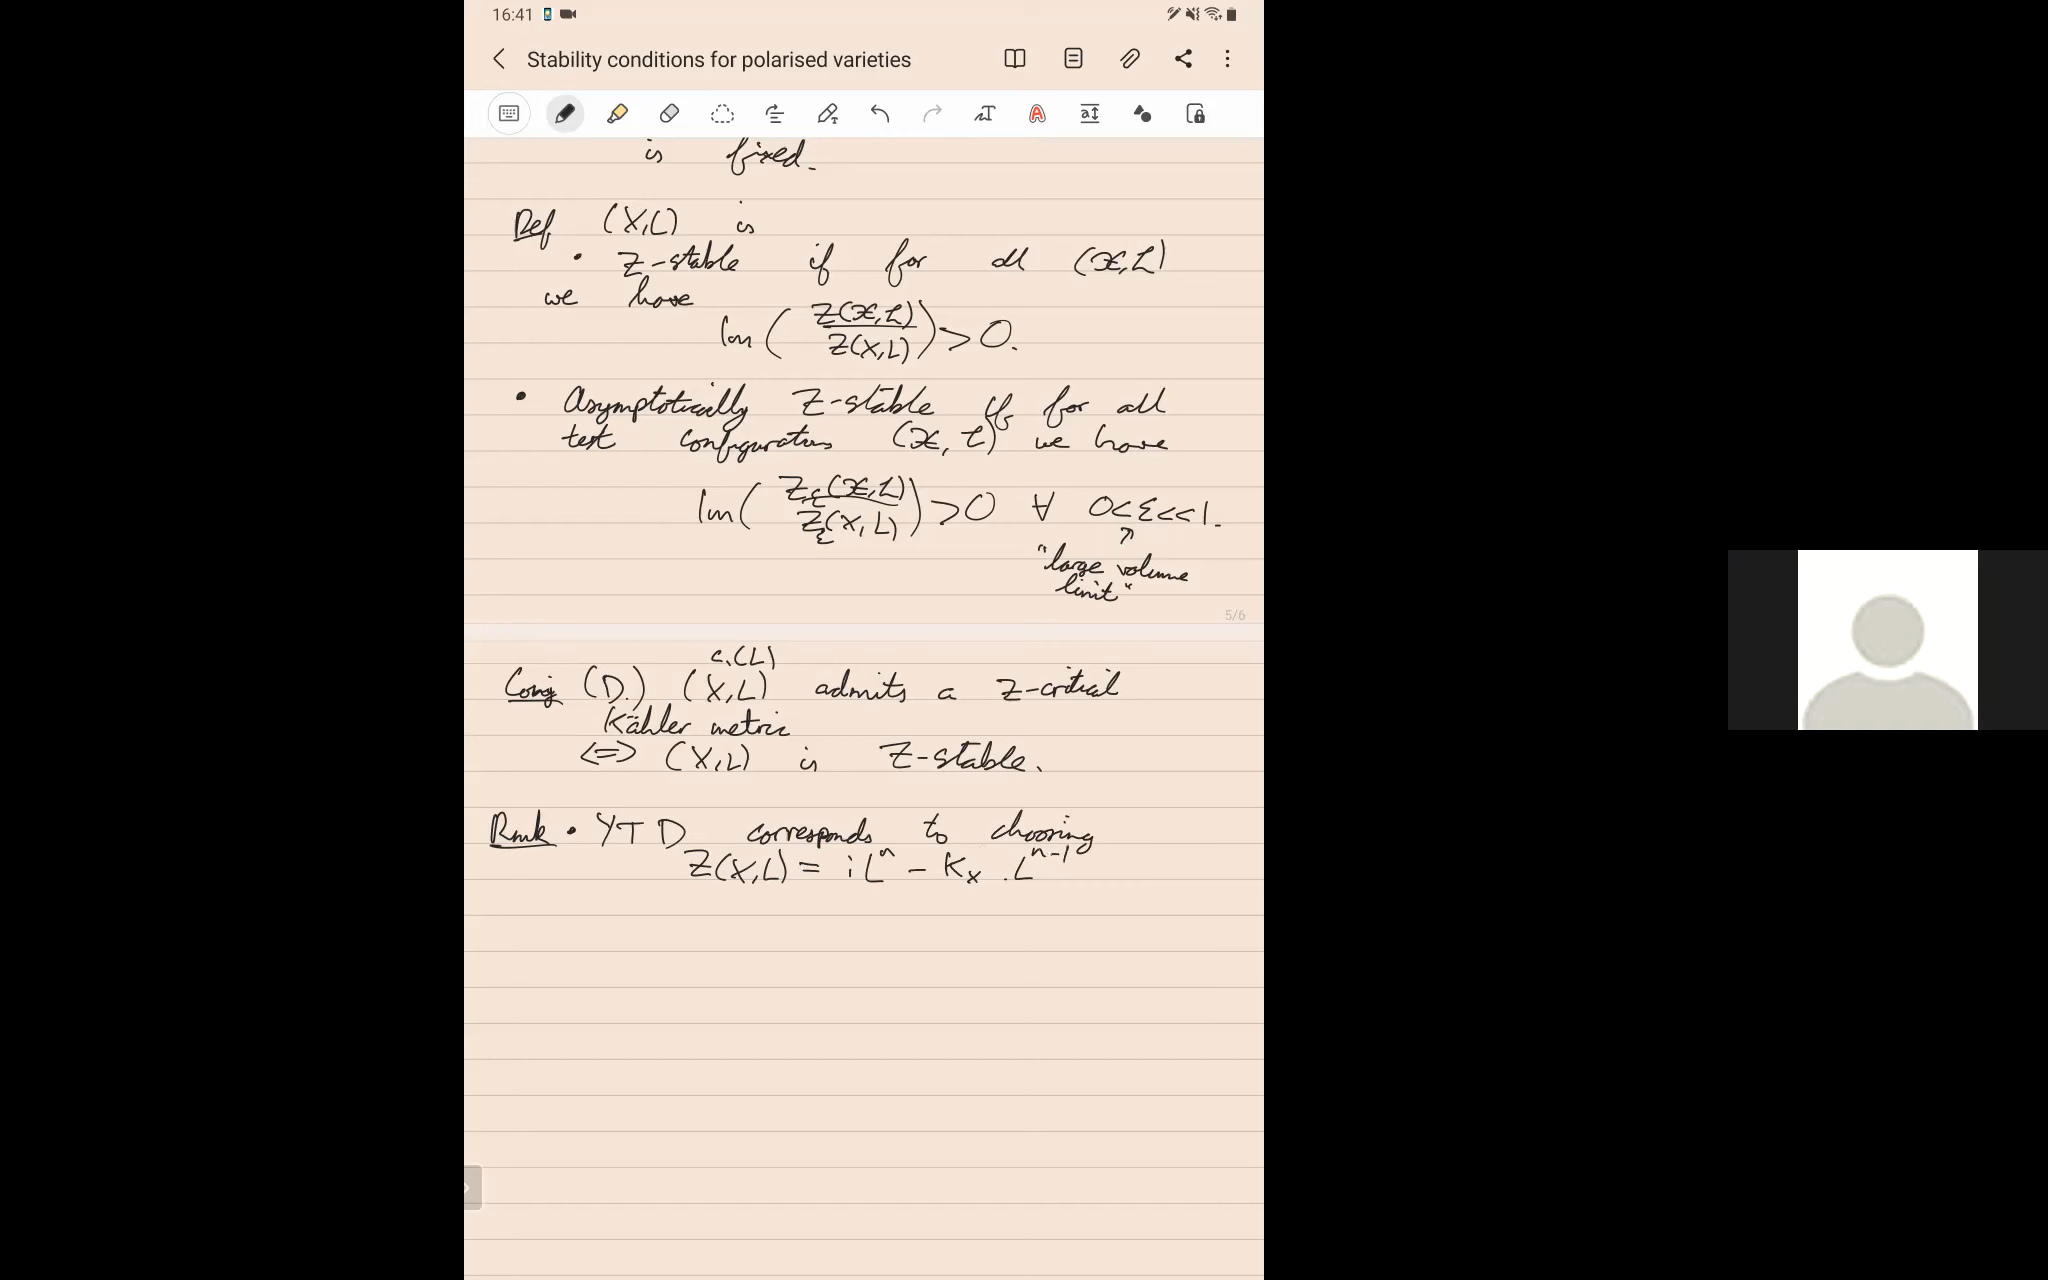 16:41
Stability conditions for polarised varieties
is fixed.
Def (X,L) is
• Z-stable if for all (𝒳,ℒ)
we have
Im ( Z(𝒳,ℒ) / Z(X,L) ) > 0.
• Asymptotically Z-stable if for all
test configurations (𝒳,ℒ) we have
Im ( Z_ε(𝒳,ℒ) / Z_ε(X,L) ) > 0 ∀ 0<ε<<1.
↑
"large volume
limit"
5/6
c₁(L)
Conj (D.) (X,L) admits a Z-critical
Kähler metric
<=> (X,L) is Z-stable.
Rmk • YTD corresponds to choosing
Z(X,L) = iLⁿ - K_X . Lⁿ⁻¹